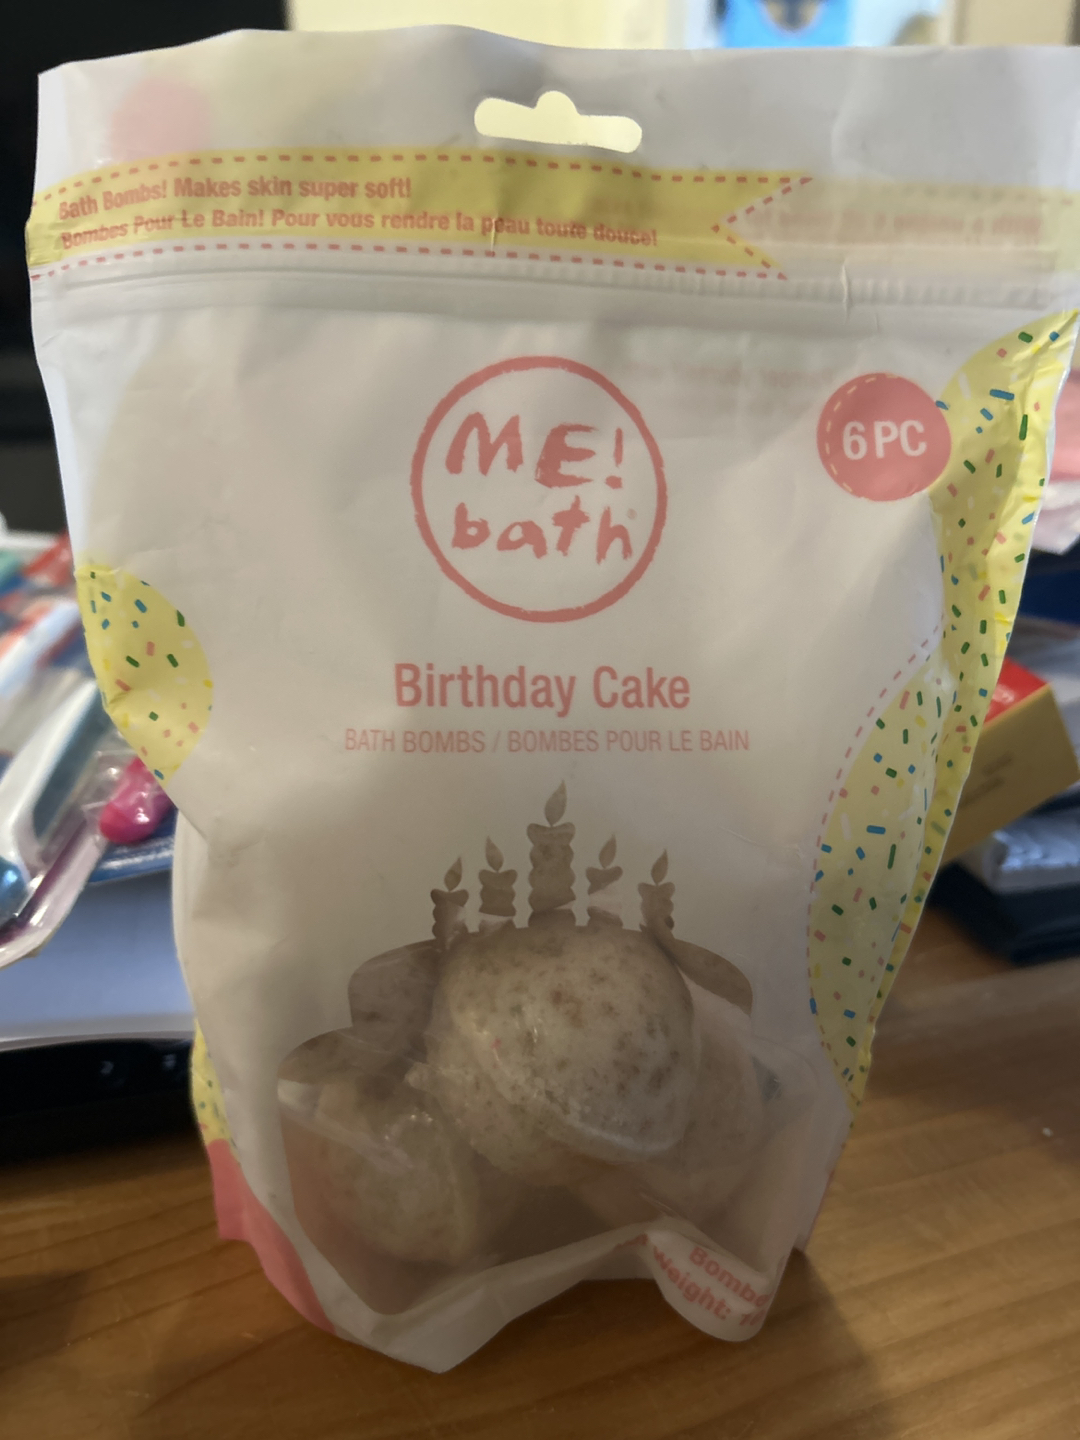 Bath Bombs! Makes skin super soft!
Bombes Pour Le Bain! Pour vous rendre la peau toute douce!
ME!
bath
6 PC
Birthday Cake
BATH BOMBS / BOMBES POUR LE BAIN
Weight: